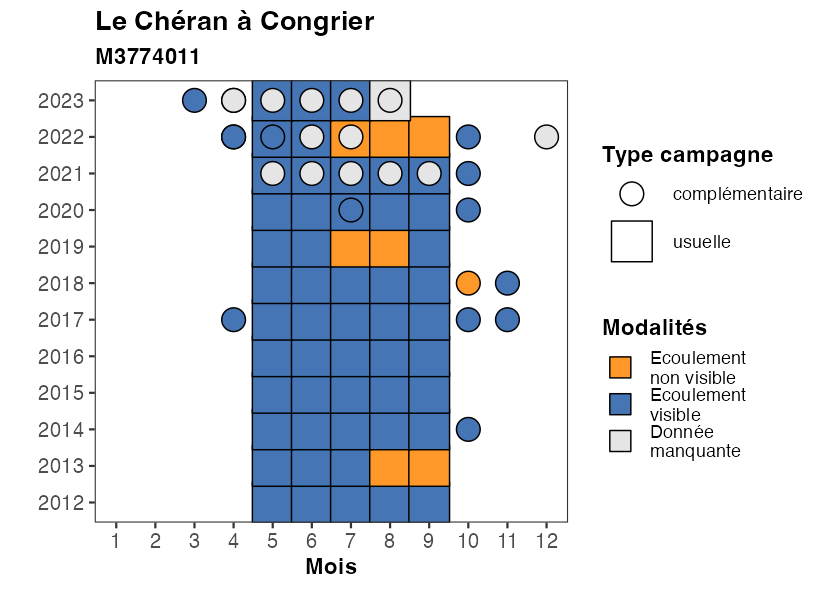 Le Chéran à Congrier
M3774011
2023
2022
2021
2020
2019
2018
2017
2016
2015
2014
2013
2012
1 2 3 4 5 6 7 8 9 10 11 12
Mois
Type campagne
complémentaire
usuelle
Modalités
Ecoulement
non visible
Ecoulement
visible
Donnée
manquante